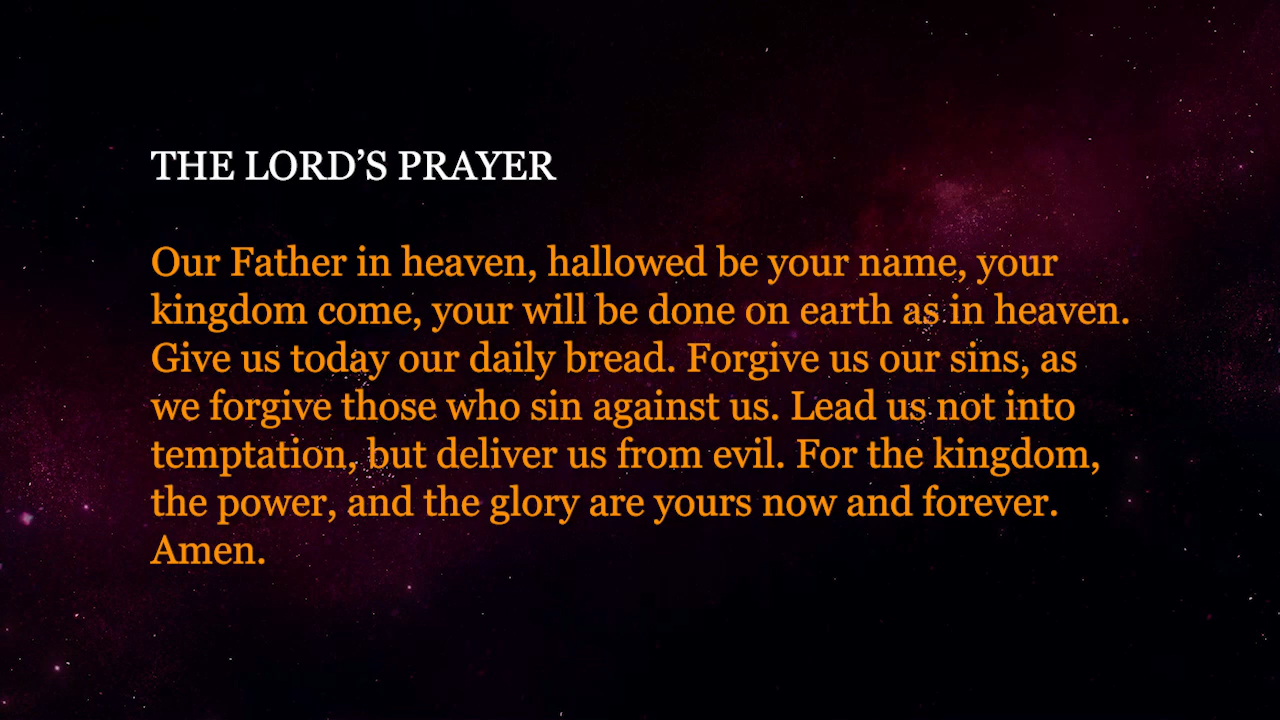 THE LORD’S PRAYER
Our Father in heaven, hallowed be your name, your
kingdom come, your will be done on earth as in heaven.
Give us today our daily bread. Forgive us our sins, as
we forgive those who sin against us. Lead us not into
temptation, but deliver us from evil. For the kingdom,
the power, and the glory are yours now and forever.
Amen.